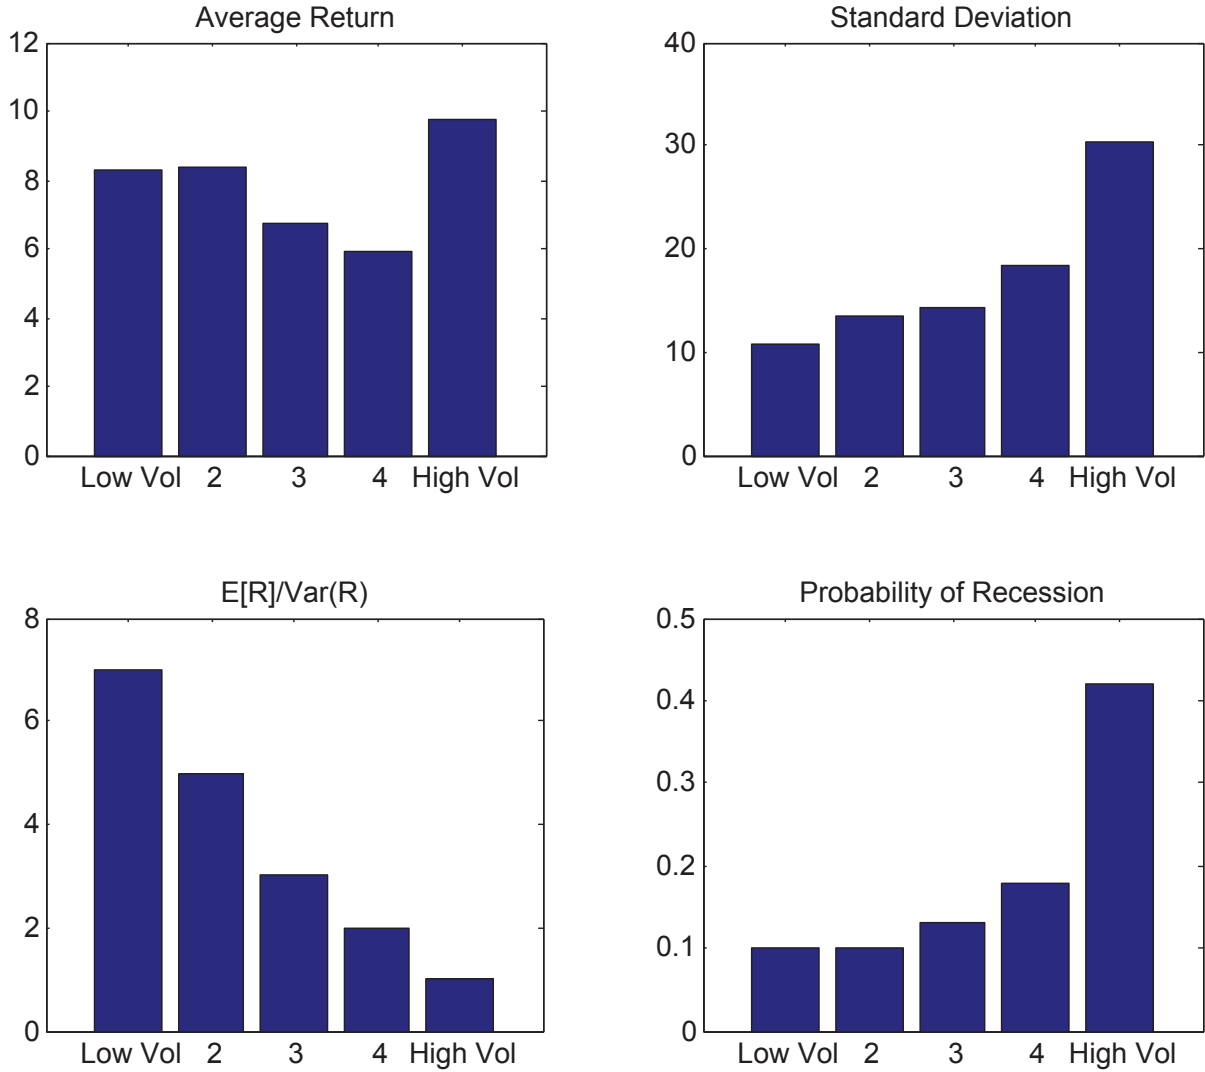 Average Return
12
10
8
6
4
2
0
Low Vol 2 3 4 High Vol
Standard Deviation
40
30
20
10
0
Low Vol 2 3 4 High Vol
E[R]/Var(R)
8
6
4
2
0
Low Vol 2 3 4 High Vol
Probability of Recession
0.5
0.4
0.3
0.2
0.1
0
Low Vol 2 3 4 High Vol